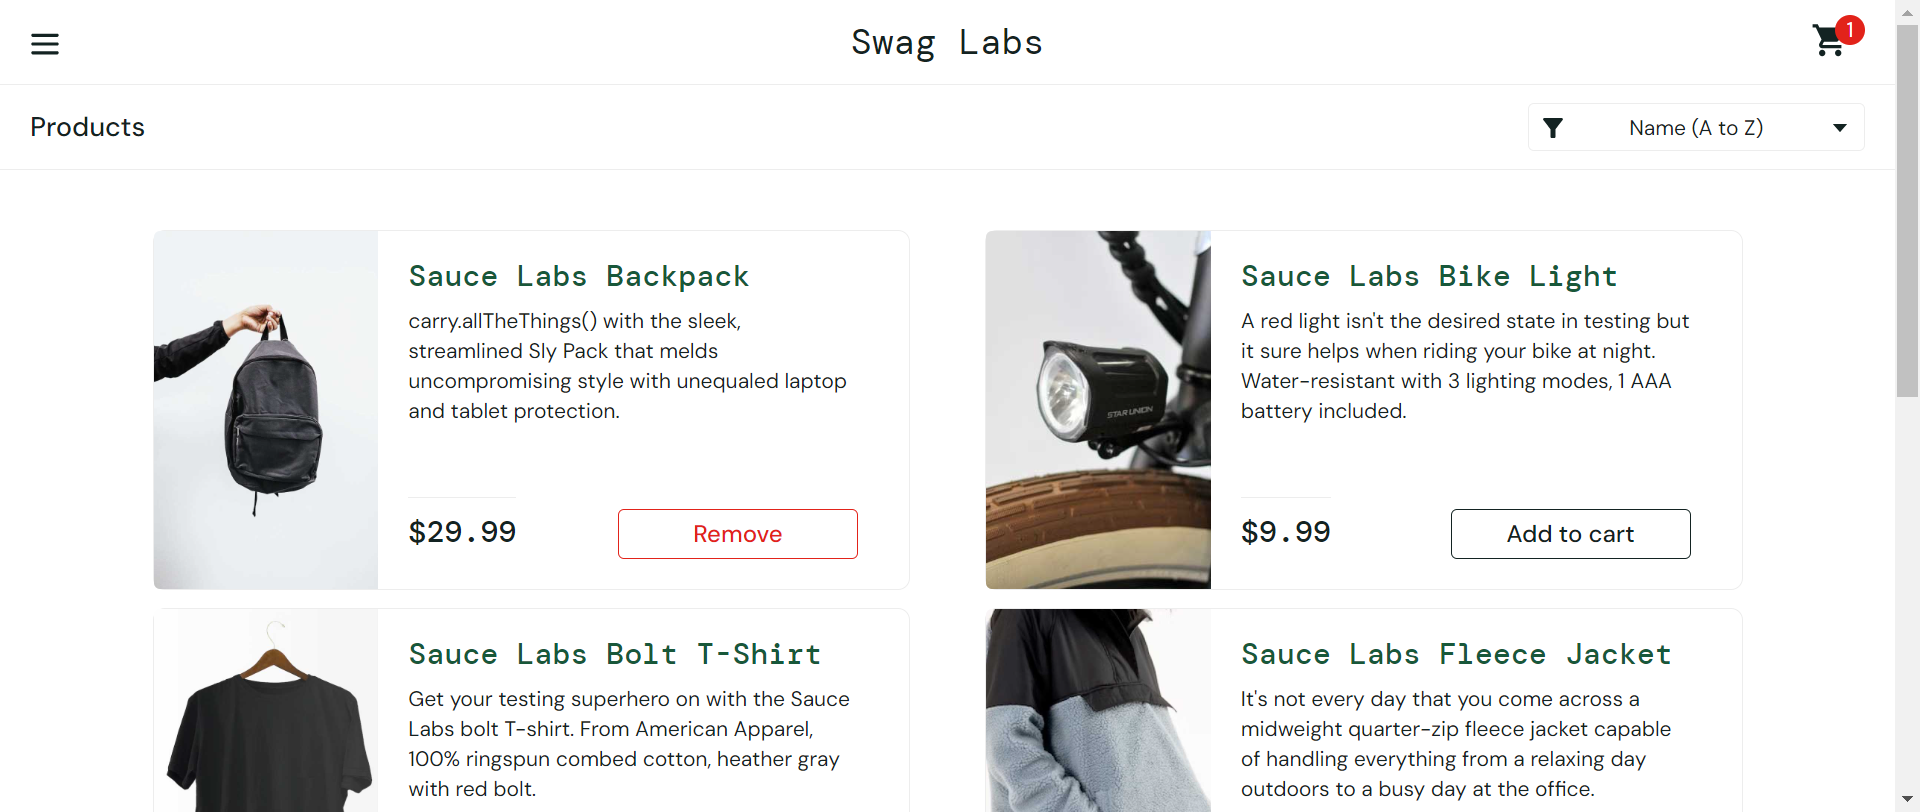 Swag Labs
1
Products
Name (A to Z)
Sauce Labs Backpack
carry.allTheThings() with the sleek,
streamlined Sly Pack that melds
uncompromising style with unequaled laptop
and tablet protection.
$29.99
Remove
Sauce Labs Bike Light
A red light isn't the desired state in testing but
it sure helps when riding your bike at night.
Water-resistant with 3 lighting modes, 1 AAA
battery included.
STAR UNION
$9.99
Add to cart
Sauce Labs Bolt T-Shirt
Get your testing superhero on with the Sauce
Labs bolt T-shirt. From American Apparel,
100% ringspun combed cotton, heather gray
with red bolt.
Sauce Labs Fleece Jacket
It's not every day that you come across a
midweight quarter-zip fleece jacket capable
of handling everything from a relaxing day
outdoors to a busy day at the office.